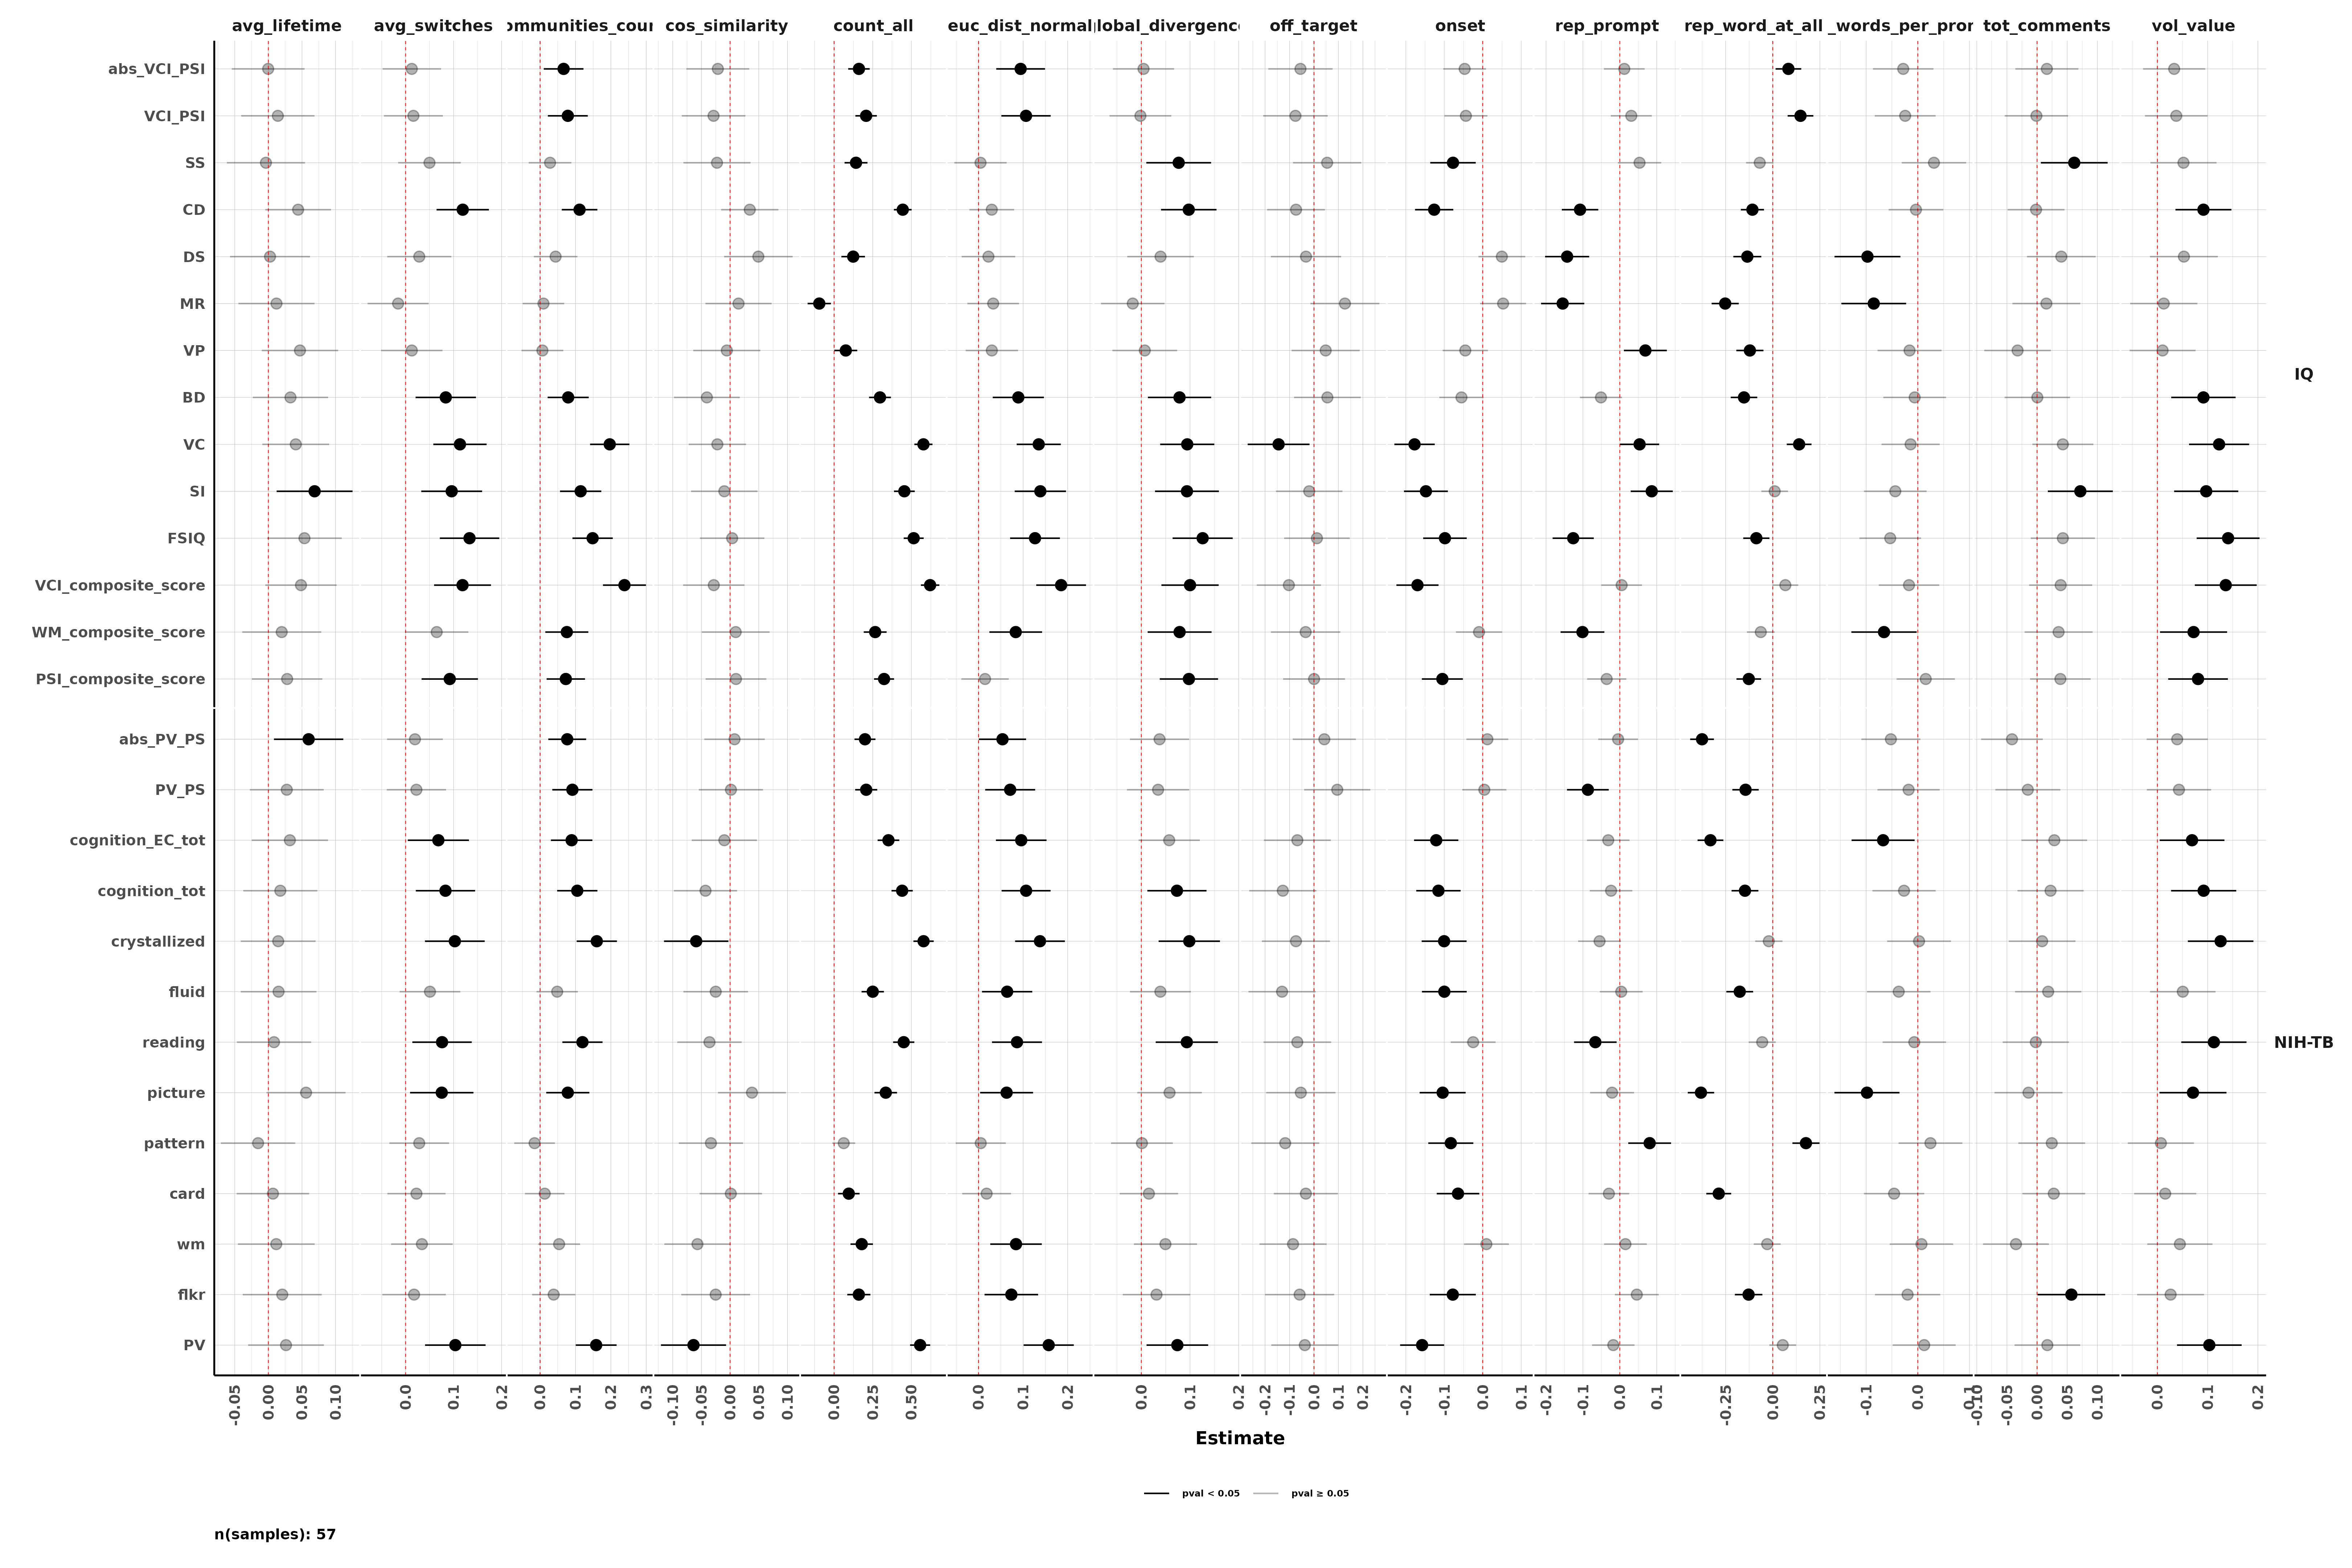 avg_lifetime avg_switches ommunities_cour cos_similarity count_all euc_dist_normal lobal_divergenc off_target onset rep_prompt rep_word_at_all _words_per_pror tot_comments vol_value
abs_VCI_PSI
VCI_PSI
SS
CD
DS
MR
VP
BD
VC
SI
FSIQ
VCI_composite_score
WM_composite_score
PSI_composite_score
IQ
abs_PV_PS
PV_PS
cognition_EC_tot
cognition_tot
crystallized
fluid
reading
picture
pattern
card
wm
flkr
PV
NIH-TB
-0.05 0.00 0.05 0.10 0.0 0.1 0.2 0.0 0.1 0.2 0.3 -0.10 -0.05 0.00 0.05 0.10 0.00 0.25 0.50 0.0 0.1 0.2 0.0 0.1 0.2 -0.2 -0.1 0.0 0.1 0.2 -0.2 -0.1 0.0 0.1 -0.2 -0.1 0.0 0.1 -0.25 0.00 0.25 -0.1 0.0 0.1 -0.10 -0.05 0.00 0.05 0.10 0.0 0.1 0.2
Estimate
pval < 0.05 pval ≥ 0.05
n(samples): 57